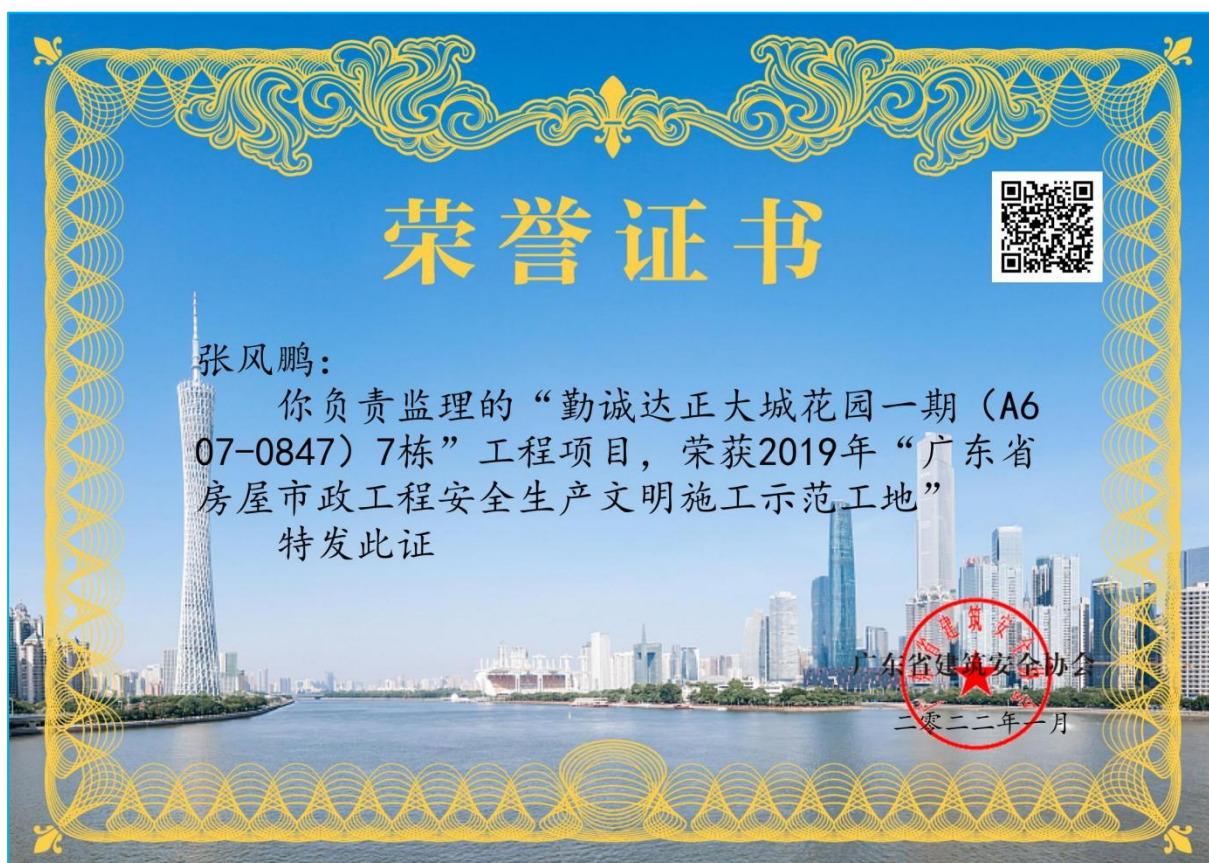 荣誉证书
张风鹏：
你负责监理的“勤诚达正大城花园一期（A6
07-0847）7栋”工程项目，荣获2019年“广东省
房屋市政工程安全生产文明施工示范工地”
特发此证
广东省建筑安全协会
二零二二年一月